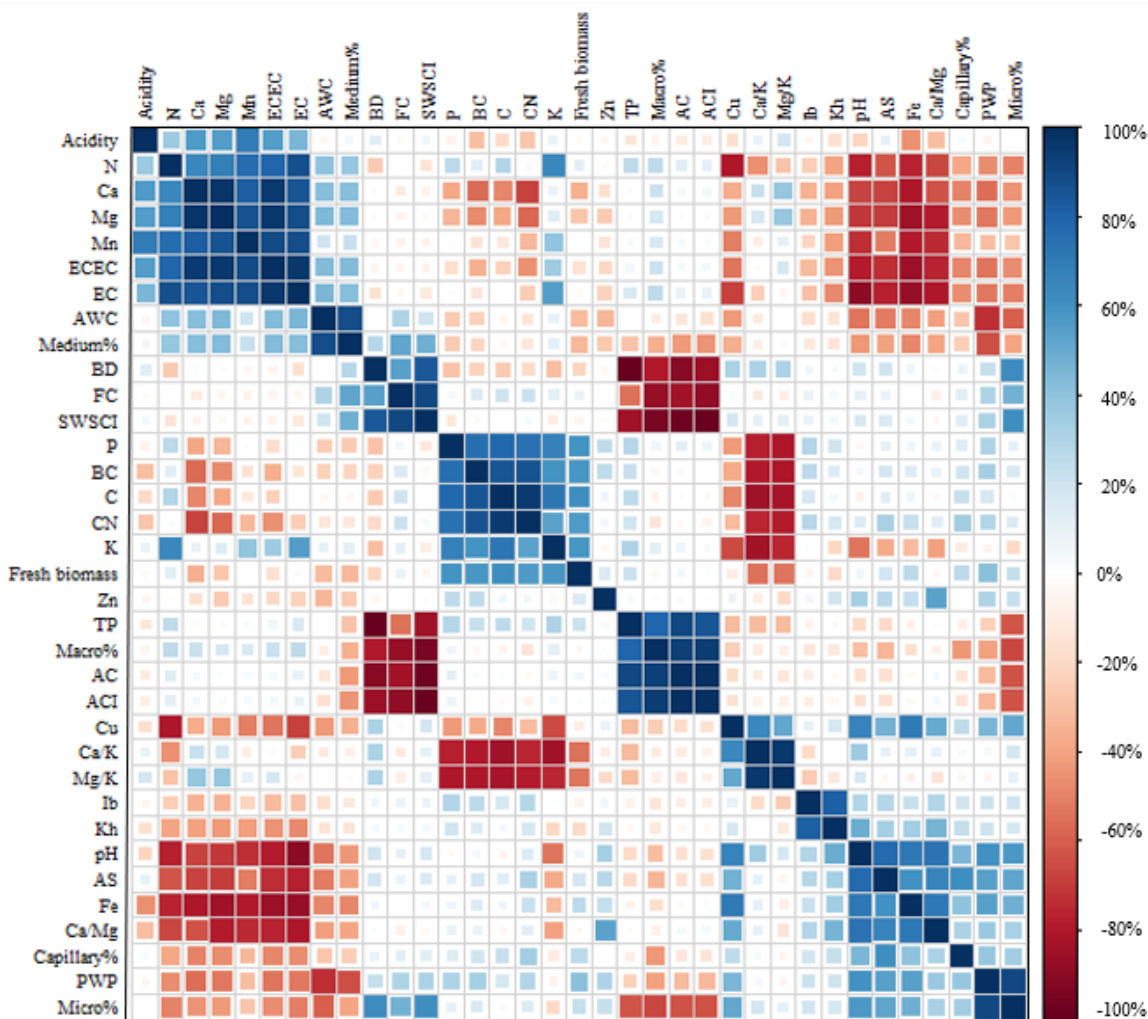 Acidity N Ca Mg Mn ECEC EC AWC Medium% BD FC SWSCI P BC C CN K Fresh biomass Zn TP Macro% AC ACI Cu Ca/K Mg/K Ib Kh pH AS Fe Ca/Mg Capillary% PWP Micro%
Acidity
N
Ca
Mg
Mn
ECEC
EC
AWC
Medium%
BD
FC
SWSCI
P
BC
C
CN
K
Fresh biomass
Zn
TP
Macro%
AC
ACI
Cu
Ca/K
Mg/K
Ib
Kh
pH
AS
Fe
Ca/Mg
Capillary%
PWP
Micro%
100%
80%
60%
40%
20%
0%
-20%
-40%
-60%
-80%
-100%